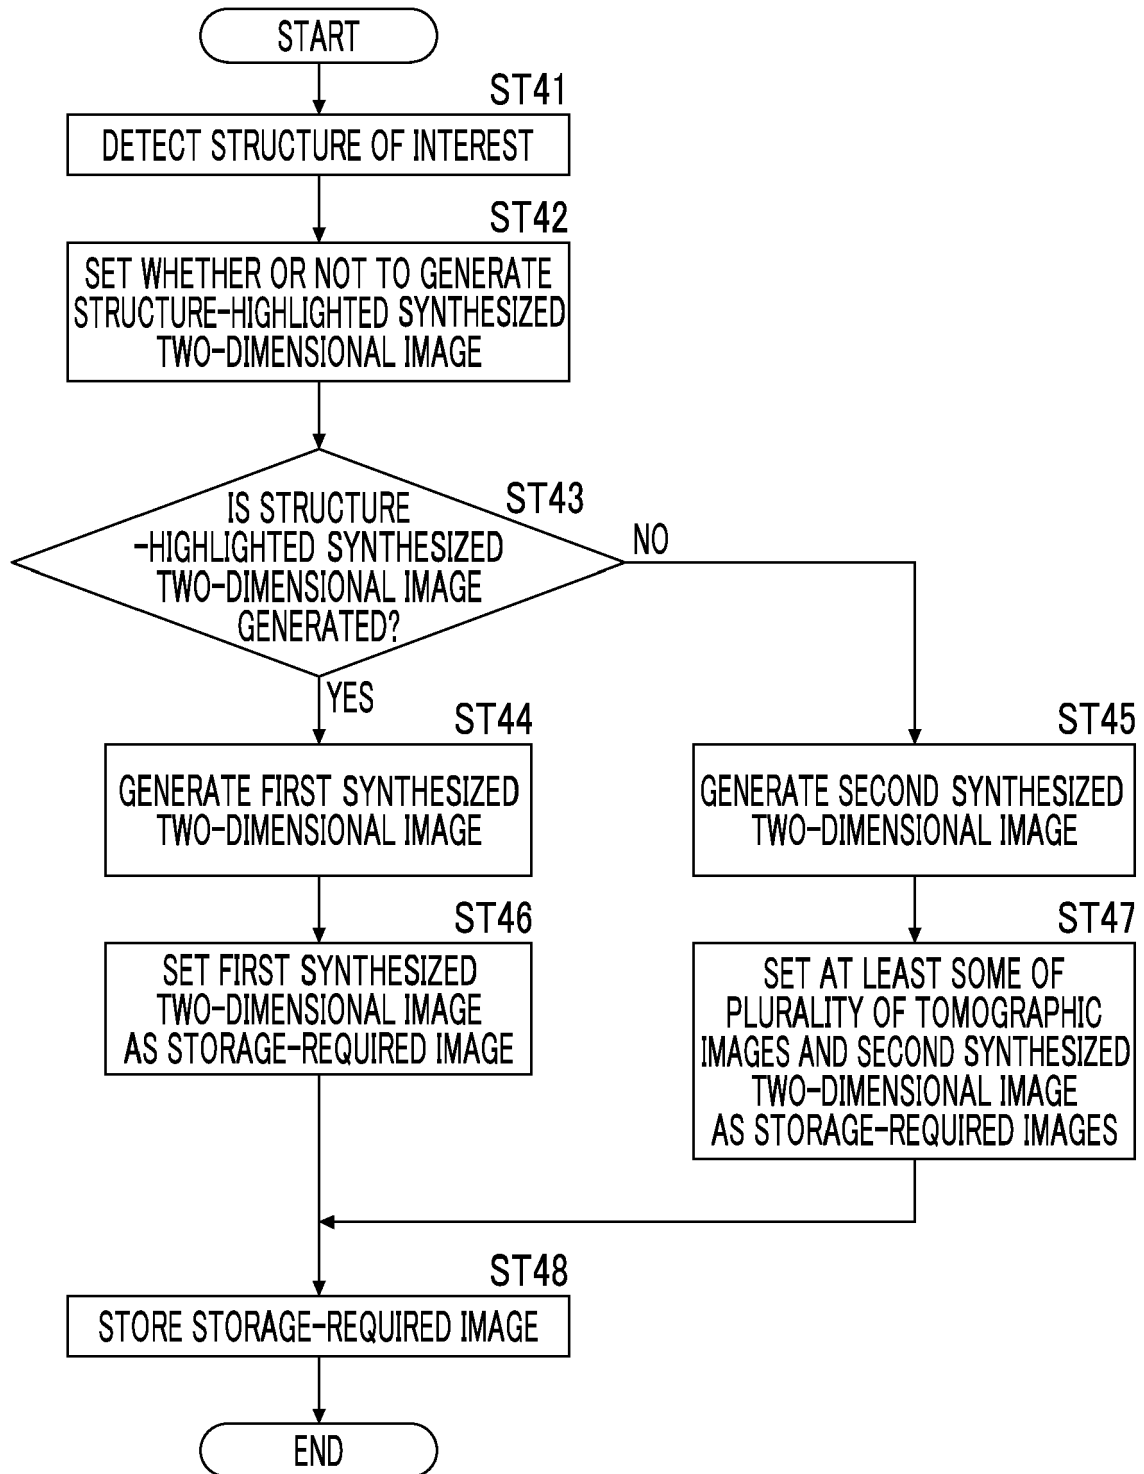 START
ST41
DETECT STRUCTURE OF INTEREST
ST42
SET WHETHER OR NOT TO GENERATE
STRUCTURE-HIGHLIGHTED SYNTHESIZED
TWO-DIMENSIONAL IMAGE
ST43
IS STRUCTURE
-HIGHLIGHTED SYNTHESIZED
TWO-DIMENSIONAL IMAGE
GENERATED?
NO
YES
ST44
GENERATE FIRST SYNTHESIZED
TWO-DIMENSIONAL IMAGE
ST45
GENERATE SECOND SYNTHESIZED
TWO-DIMENSIONAL IMAGE
ST46
SET FIRST SYNTHESIZED
TWO-DIMENSIONAL IMAGE
AS STORAGE-REQUIRED IMAGE
ST47
SET AT LEAST SOME OF
PLURALITY OF TOMOGRAPHIC
IMAGES AND SECOND SYNTHESIZED
TWO-DIMENSIONAL IMAGE
AS STORAGE-REQUIRED IMAGES
ST48
STORE STORAGE-REQUIRED IMAGE
END